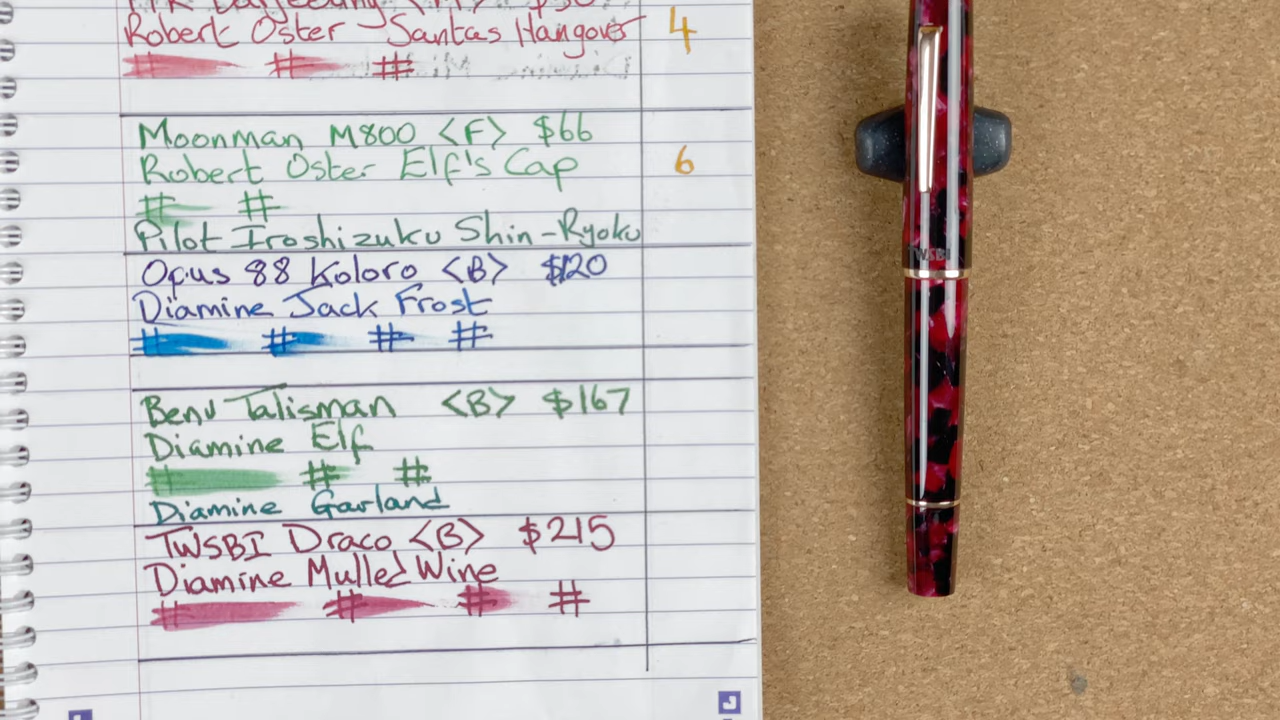 Robert Oster Santas Hangover 4
# # #
Moonman M800 <F> $66
Robert Oster Elf's Cap 6
# #
Pilot Iroshizuku Shin-Ryoku
Opus 88 Koloro <B> $120
Diamine Jack Frost
# # # #
Benu Talisman <B> $167
Diamine Elf
# # #
Diamine Garland
TWSBI Draco <B> $215
Diamine Mulled Wine
# # # #
TWSBI